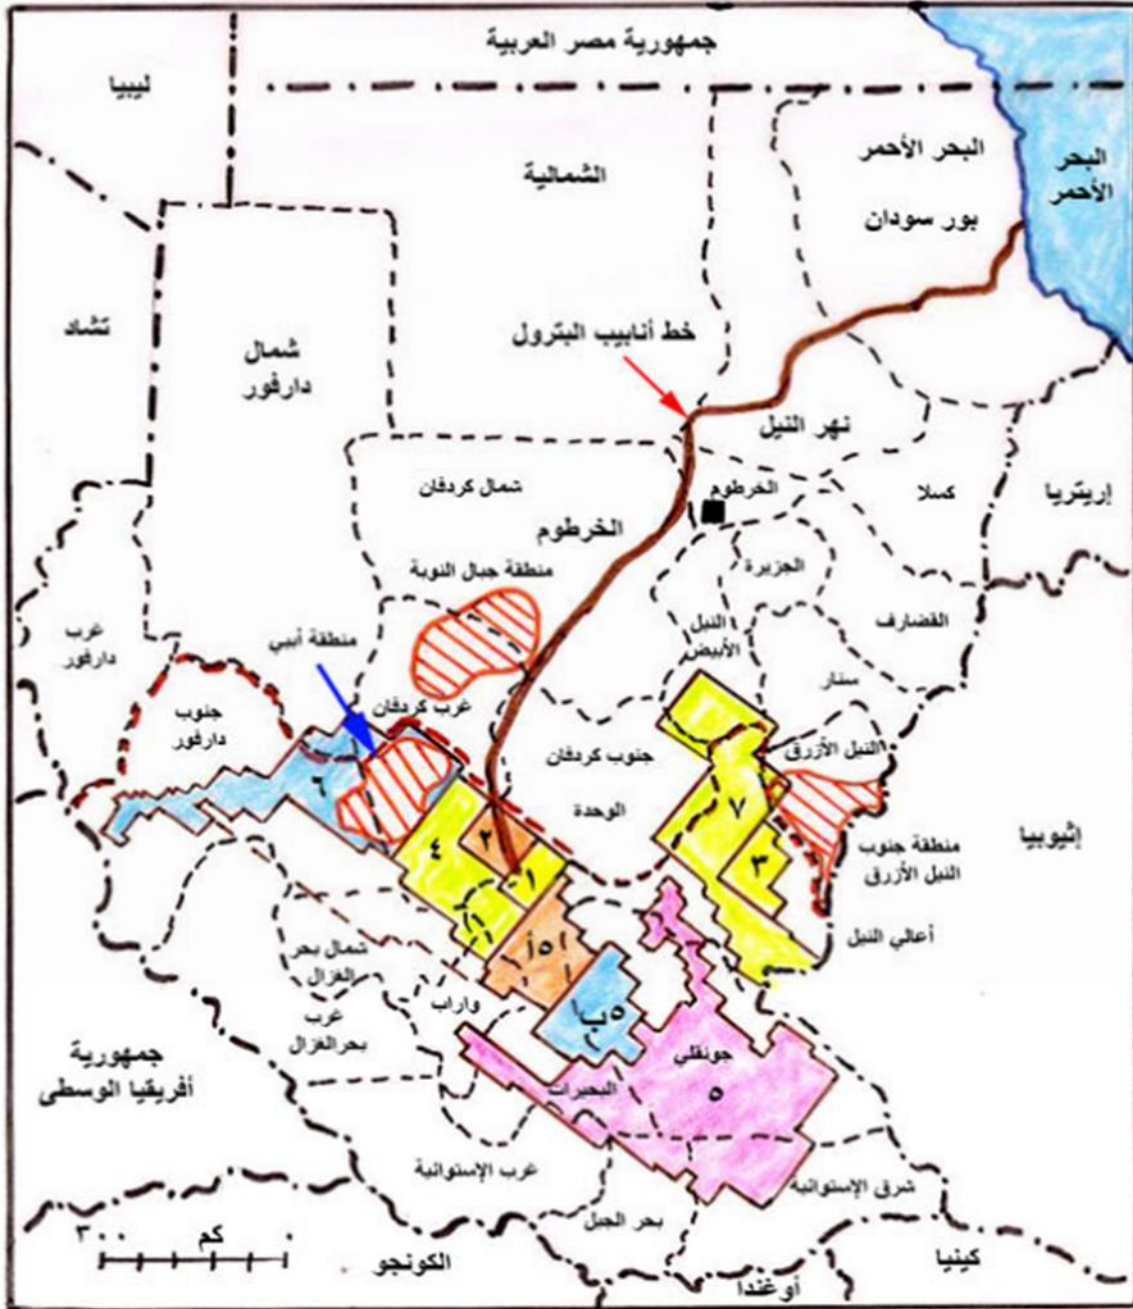 جمهورية مصر العربية
ليبيا
البحر الأحمر
البحر
الأحمر
الشمالية
بور سودان
تشاد
خط أنابيب البترول
شمال
دارفور
نهر النيل
شمال كردفان
الخرطوم
كسلا
إريتريا
الخرطوم
منطقة جبال النوبة
الجزيرة
النيل
الأبيض
القضارف
غرب
دارفور
منطقة أبيي
سنار
جنوب
دارفور
غرب كردفان
جنوب كردفان
النيل الأزرق
٦
٧
الوحدة
٢
٤
٣
١
إثيوبيا
منطقة جنوب
النيل الأزرق
أعالي النيل
٥أ
شمال بحر
الغزال
واراب
٥ب
غرب
بحر الغزال
جونقلي
٥
البحيرات
جمهورية
أفريقيا الوسطى
غرب الإستوائية
شرق الإستوائية
بحر الجبل
٣٠٠
كم
٠
الكونجو
كينيا
أوغندا